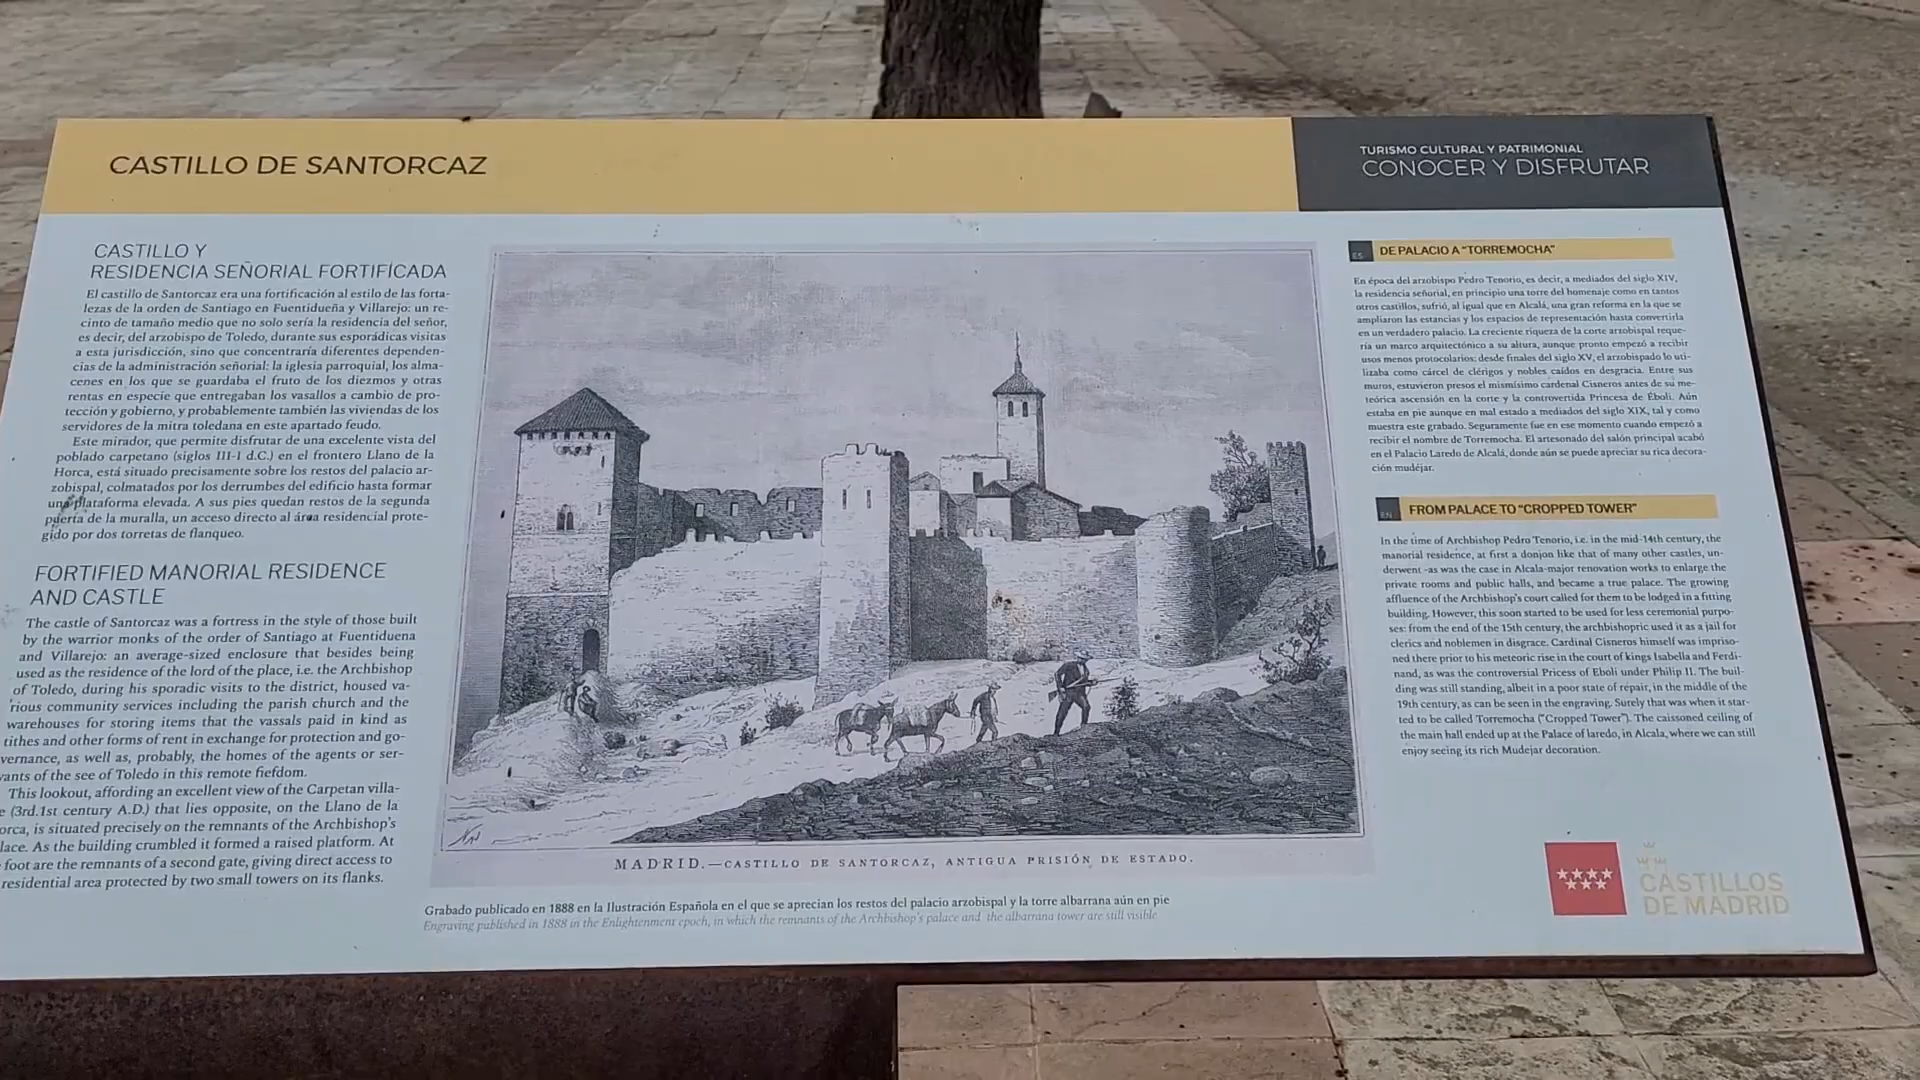 CASTILLO DE SANTORCAZ
TURISMO CULTURAL Y PATRIMONIAL
CONOCER Y DISFRUTAR
CASTILLO Y
RESIDENCIA SEÑORIAL FORTIFICADA
El castillo de Santorcaz era una fortificación al estilo de las forta-
lezas de la orden de Santiago en Fuentidueña y Villarejo: un re-
cinto de tamaño medio que no solo sería la residencia del señor,
es decir, del arzobispo de Toledo, durante sus esporádicas visitas
a esta jurisdicción, sino que concentraría diferentes dependen-
cias de la administración señorial: la iglesia parroquial, los alma-
cenes en los que se guardaba el fruto de los diezmos y otras
rentas en especie que entregaban los vasallos a cambio de pro-
tección y gobierno, y probablemente también las viviendas de los
servidores de la mitra toledana en este apartado feudo.
Este mirador, que permite disfrutar de una excelente vista del
poblado carpetano (siglos III-I d.C.) en el frontero Llano de la
Horca, está situado precisamente sobre los restos del palacio ar-
zobispal, colmatados por los derrumbes del edificio hasta formar
una plataforma elevada. A sus pies quedan restos de la segunda
puerta de la muralla, un acceso directo al área residencial prote-
gido por dos torretas de flanqueo.
FORTIFIED MANORIAL RESIDENCE
AND CASTLE
The castle of Santorcaz was a fortress in the style of those built
by the warrior monks of the order of Santiago at Fuentiduena
and Villarejo: an average-sized enclosure that besides being
used as the residence of the lord of the place, i.e. the Archbishop
of Toledo, during his sporadic visits to the district, housed va-
rious community services including the parish church and the
warehouses for storing items that the vassals paid in kind as
tithes and other forms of rent in exchange for protection and go-
vernance, as well as, probably, the homes of the agents or ser-
vants of the see of Toledo in this remote fiefdom.
This lookout, affording an excellent view of the Carpetan villa-
e (3rd.1st century A.D.) that lies opposite, on the Llano de la
orca, is situated precisely on the remnants of the Archbishop's
lace. As the building crumbled it formed a raised platform. At
foot are the remnants of a second gate, giving direct access to
residential area protected by two small towers on its flanks.
MADRID.—CASTILLO DE SANTORCAZ, ANTIGUA PRISIÓN DE ESTADO.
Grabado publicado en 1888 en la Ilustración Española en el que se aprecian los restos del palacio arzobispal y la torre albarrana aún en pie
Engraving published in 1888 in the Enlightenment epoch, in which the remnants of the Archbishop's palace and the albarrana tower are still visible
ES
DE PALACIO A "TORREMOCHA"
En época del arzobispo Pedro Tenorio, es decir, a mediados del siglo XIV,
la residencia señorial, en principio una torre del homenaje como en tantos
otros castillos, sufrió, al igual que en Alcalá, una gran reforma en la que se
ampliaron las estancias y los espacios de representación hasta convertirla
en un verdadero palacio. La creciente riqueza de la corte arzobispal reque-
ría un marco arquitectónico a su altura, aunque pronto empezó a recibir
usos menos protocolarios: desde finales del siglo XV, el arzobispado lo uti-
lizaba como cárcel de clérigos y nobles caídos en desgracia. Entre sus
muros, estuvieron presos el mismísimo cardenal Cisneros antes de su me-
teórica ascensión en la corte y la controvertida Princesa de Éboli. Aún
estaba en pie aunque en mal estado a mediados del siglo XIX, tal y como
muestra este grabado. Seguramente fue en ese momento cuando empezó a
recibir el nombre de Torremocha. El artesonado del salón principal acabó
en el Palacio Laredo de Alcalá, donde aún se puede apreciar su rica decora-
ción mudéjar.
EN
FROM PALACE TO "CROPPED TOWER"
In the time of Archbishop Pedro Tenorio, i.e. in the mid-14th century, the
manorial residence, at first a donjon like that of many other castles, un-
derwent -as was the case in Alcala-major renovation works to enlarge the
private rooms and public halls, and became a true palace. The growing
affluence of the Archbishop's court called for them to be lodged in a fitting
building. However, this soon started to be used for less ceremonial purpo-
ses: from the end of the 15th century, the archbishopric used it as a jail for
clerics and noblemen in disgrace. Cardinal Cisneros himself was impriso-
ned there prior to his meteoric rise in the court of kings Isabella and Ferdi-
nand, as was the controversial Pricess of Eboli under Philip II. The buil-
ding was still standing, albeit in a poor state of repair, in the middle of the
19th century, as can be seen in the engraving. Surely that was when it star-
ted to be called Torremocha ("Cropped Tower"). The caissoned ceiling of
the main hall ended up at the Palace of laredo, in Alcala, where we can still
enjoy seeing its rich Mudejar decoration.
CASTILLOS
DE MADRID